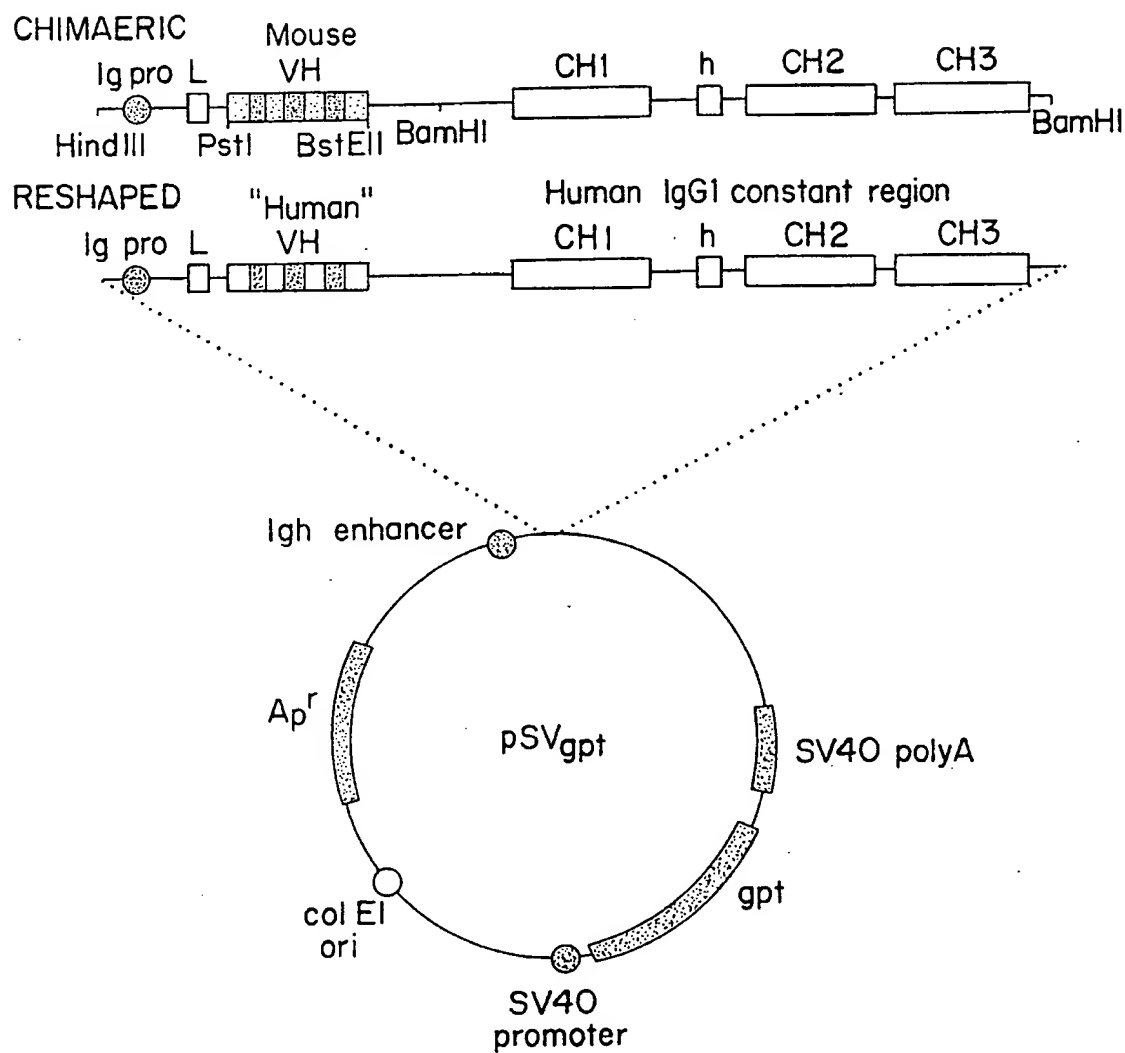 CHIMAERIC
Mouse
Ig pro L VH CH1 h CH2 CH3
HindIII PstI BstEII BamHI BamHI
RESHAPED "Human" Human IgG1 constant region
Ig pro L VH CH1 h CH2 CH3
Igh enhancer
Apr
pSVgpt
SV40 polyA
gpt
col EI
ori
SV40
promoter